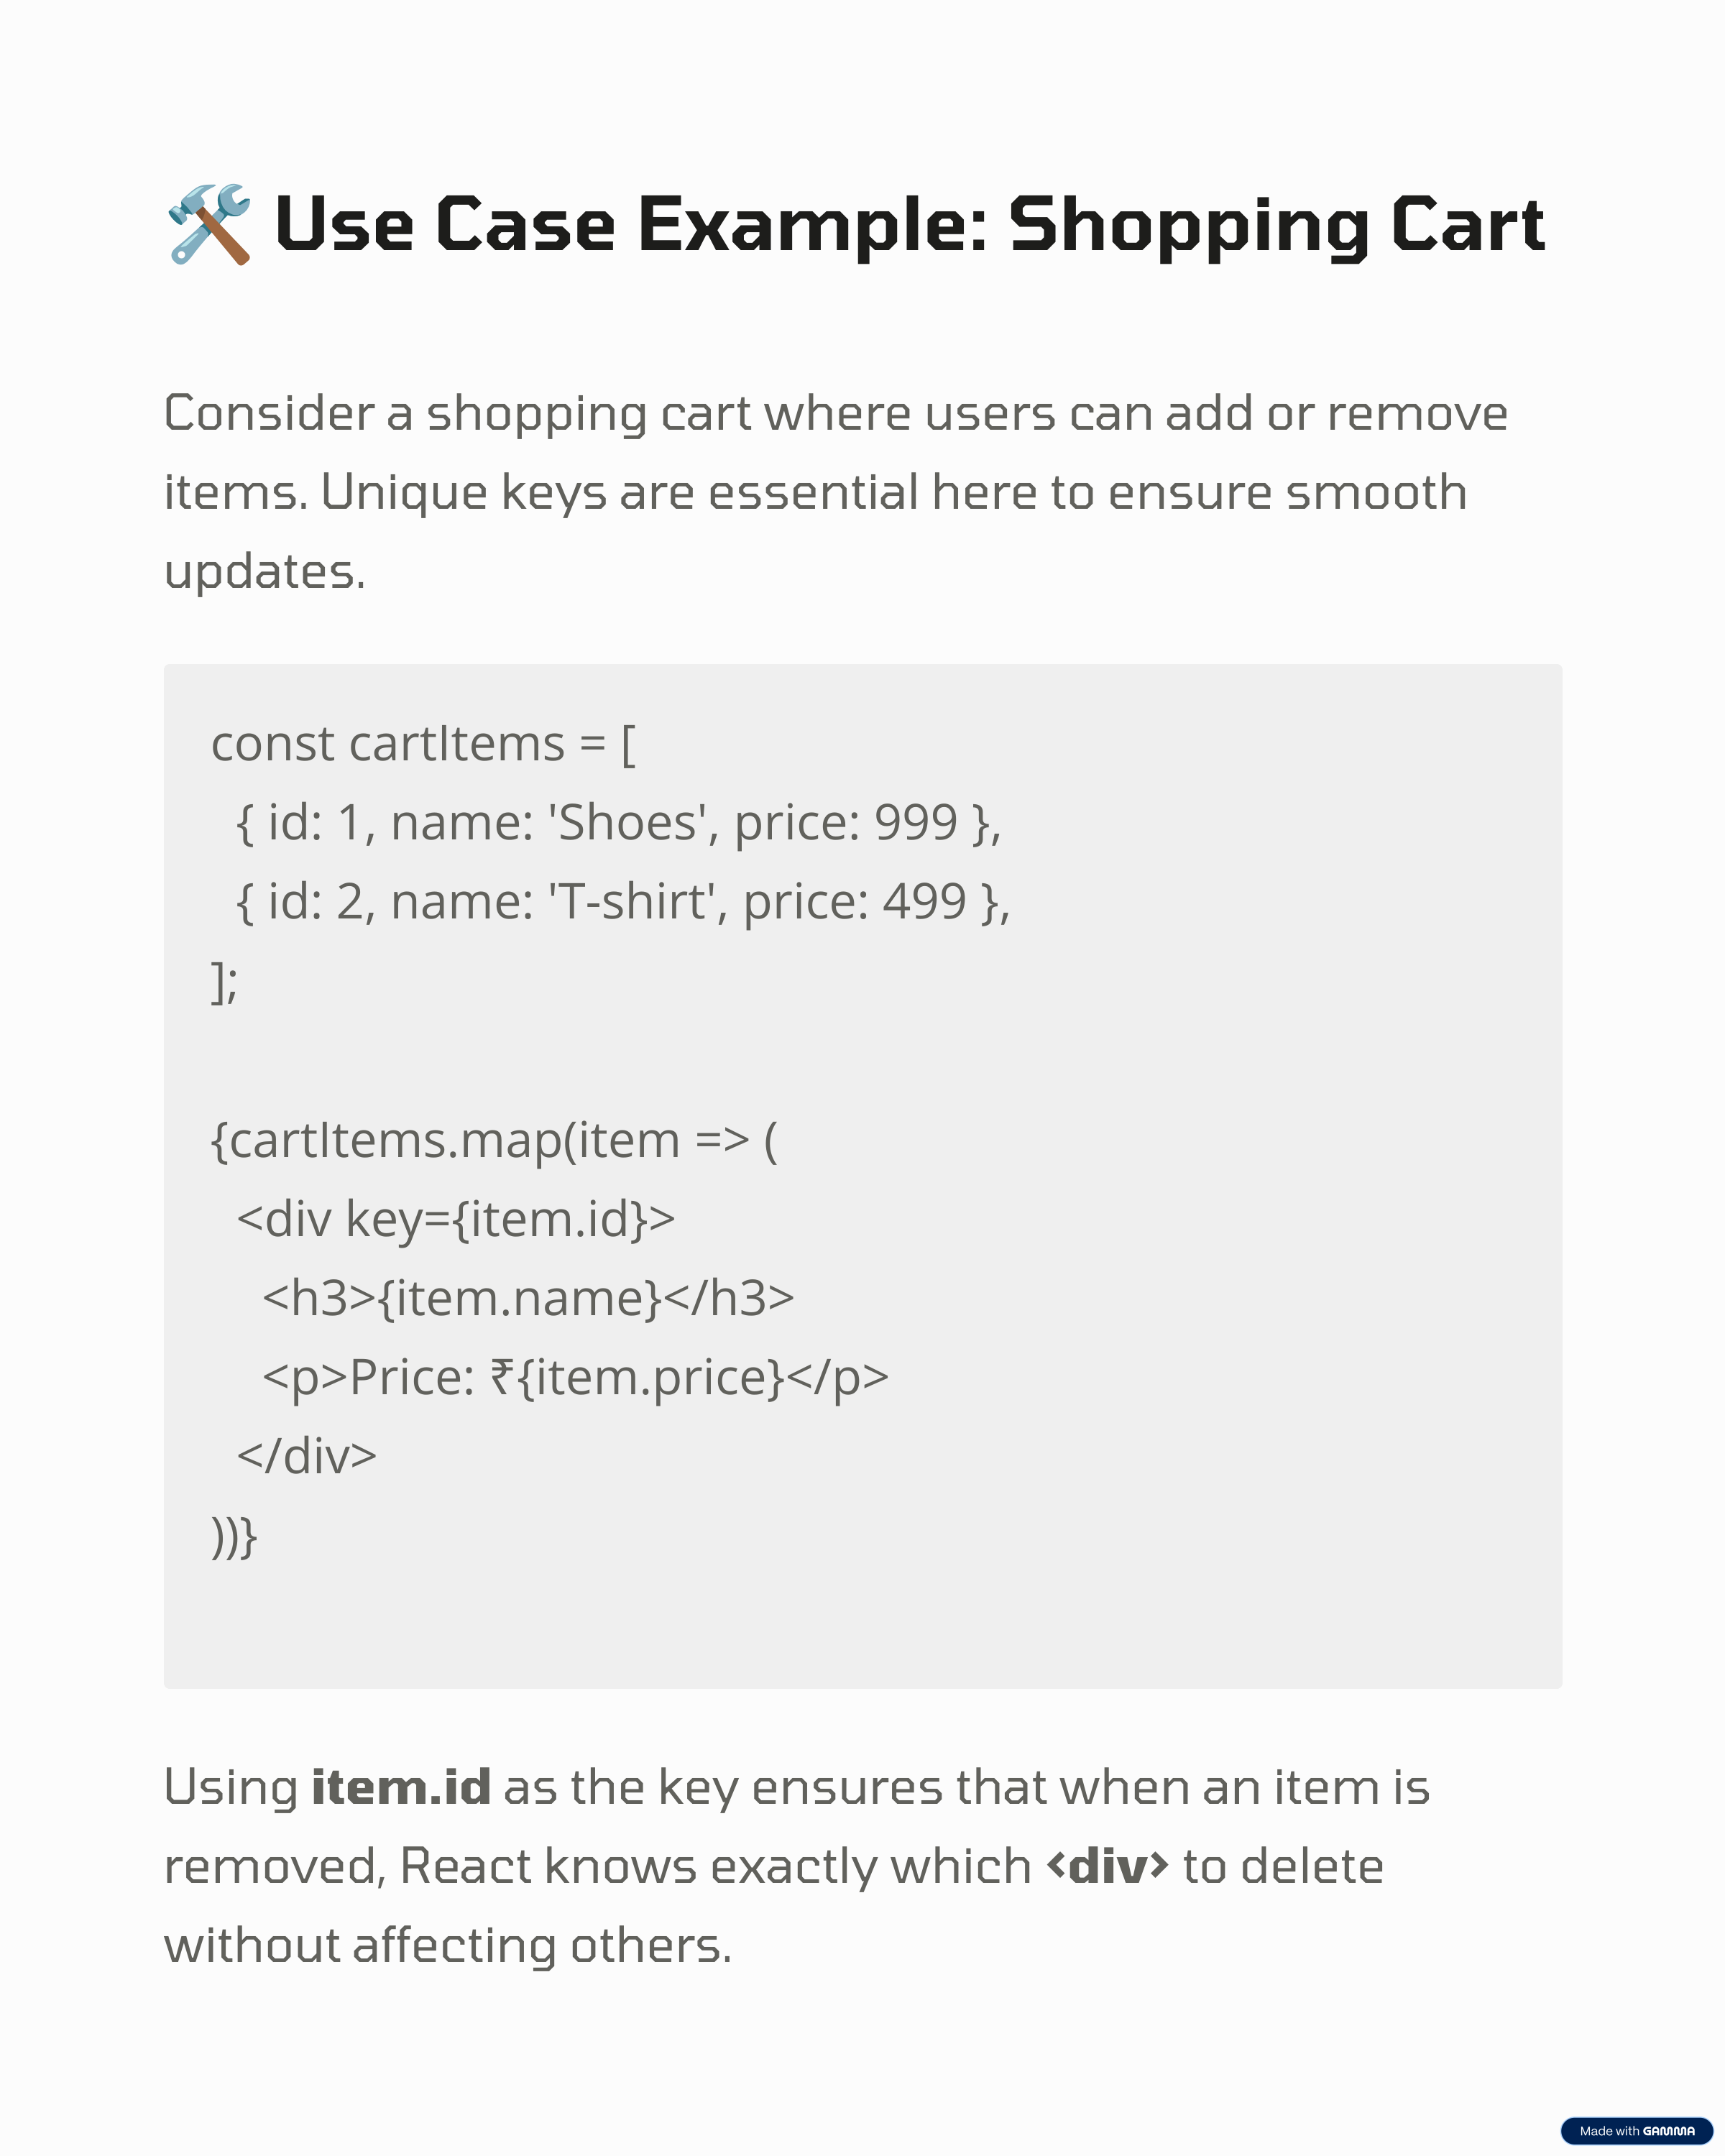 🛠️ Use Case Example: Shopping Cart
Consider a shopping cart where users can add or remove
items. Unique keys are essential here to ensure smooth
updates.
const cartItems = [
  { id: 1, name: 'Shoes', price: 999 },
  { id: 2, name: 'T-shirt', price: 499 },
];

{cartItems.map(item => (
  <div key={item.id}>
    <h3>{item.name}</h3>
    <p>Price: ₹{item.price}</p>
  </div>
))}
Using item.id as the key ensures that when an item is
removed, React knows exactly which <div> to delete
without affecting others.
Made with GAMMA